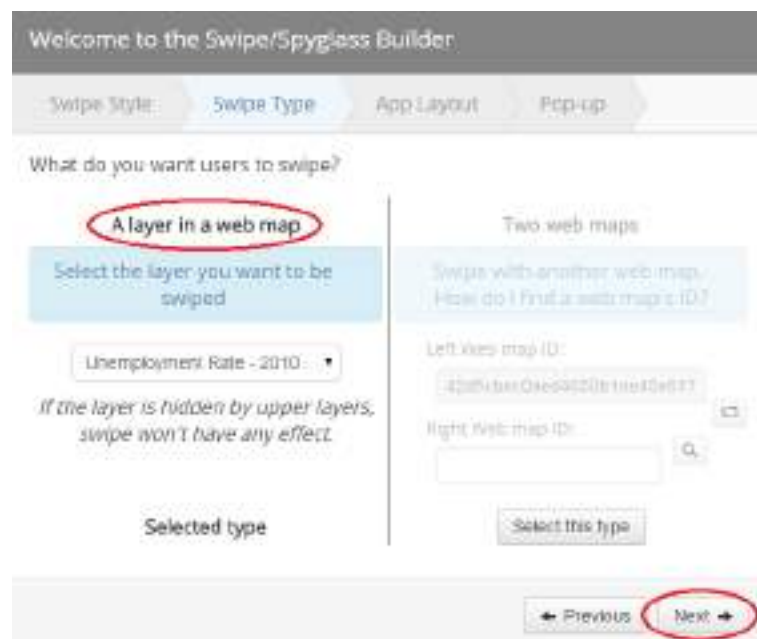 Welcome to the Swipe/Spyglass Builder
Swipe Style
Swipe Type
App Layout
Pop-up
What do you want users to swipe?
A layer in a web map
Select the layer you want to be
swiped
Unemployment Rate - 2010
If the layer is hidden by upper layers,
swipe won't have any effect.
Selected type
Two web maps
Swipe with another web map.
How do I find a web map's ID?
Left Web map ID:
Right Web map ID:
Select this type
Previous
Next